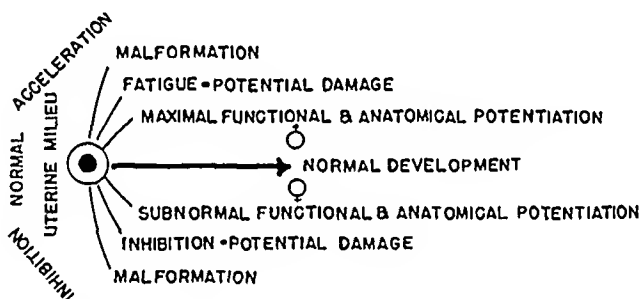 ACCELERATION
NORMAL
UTERINE MILIEU
INHIBITION
MALFORMATION
FATIGUE=POTENTIAL DAMAGE
MAXIMAL FUNCTIONAL & ANATOMICAL POTENTIATION
♂
NORMAL DEVELOPMENT
♀
SUBNORMAL FUNCTIONAL & ANATOMICAL POTENTIATION
INHIBITION=POTENTIAL DAMAGE
MALFORMATION